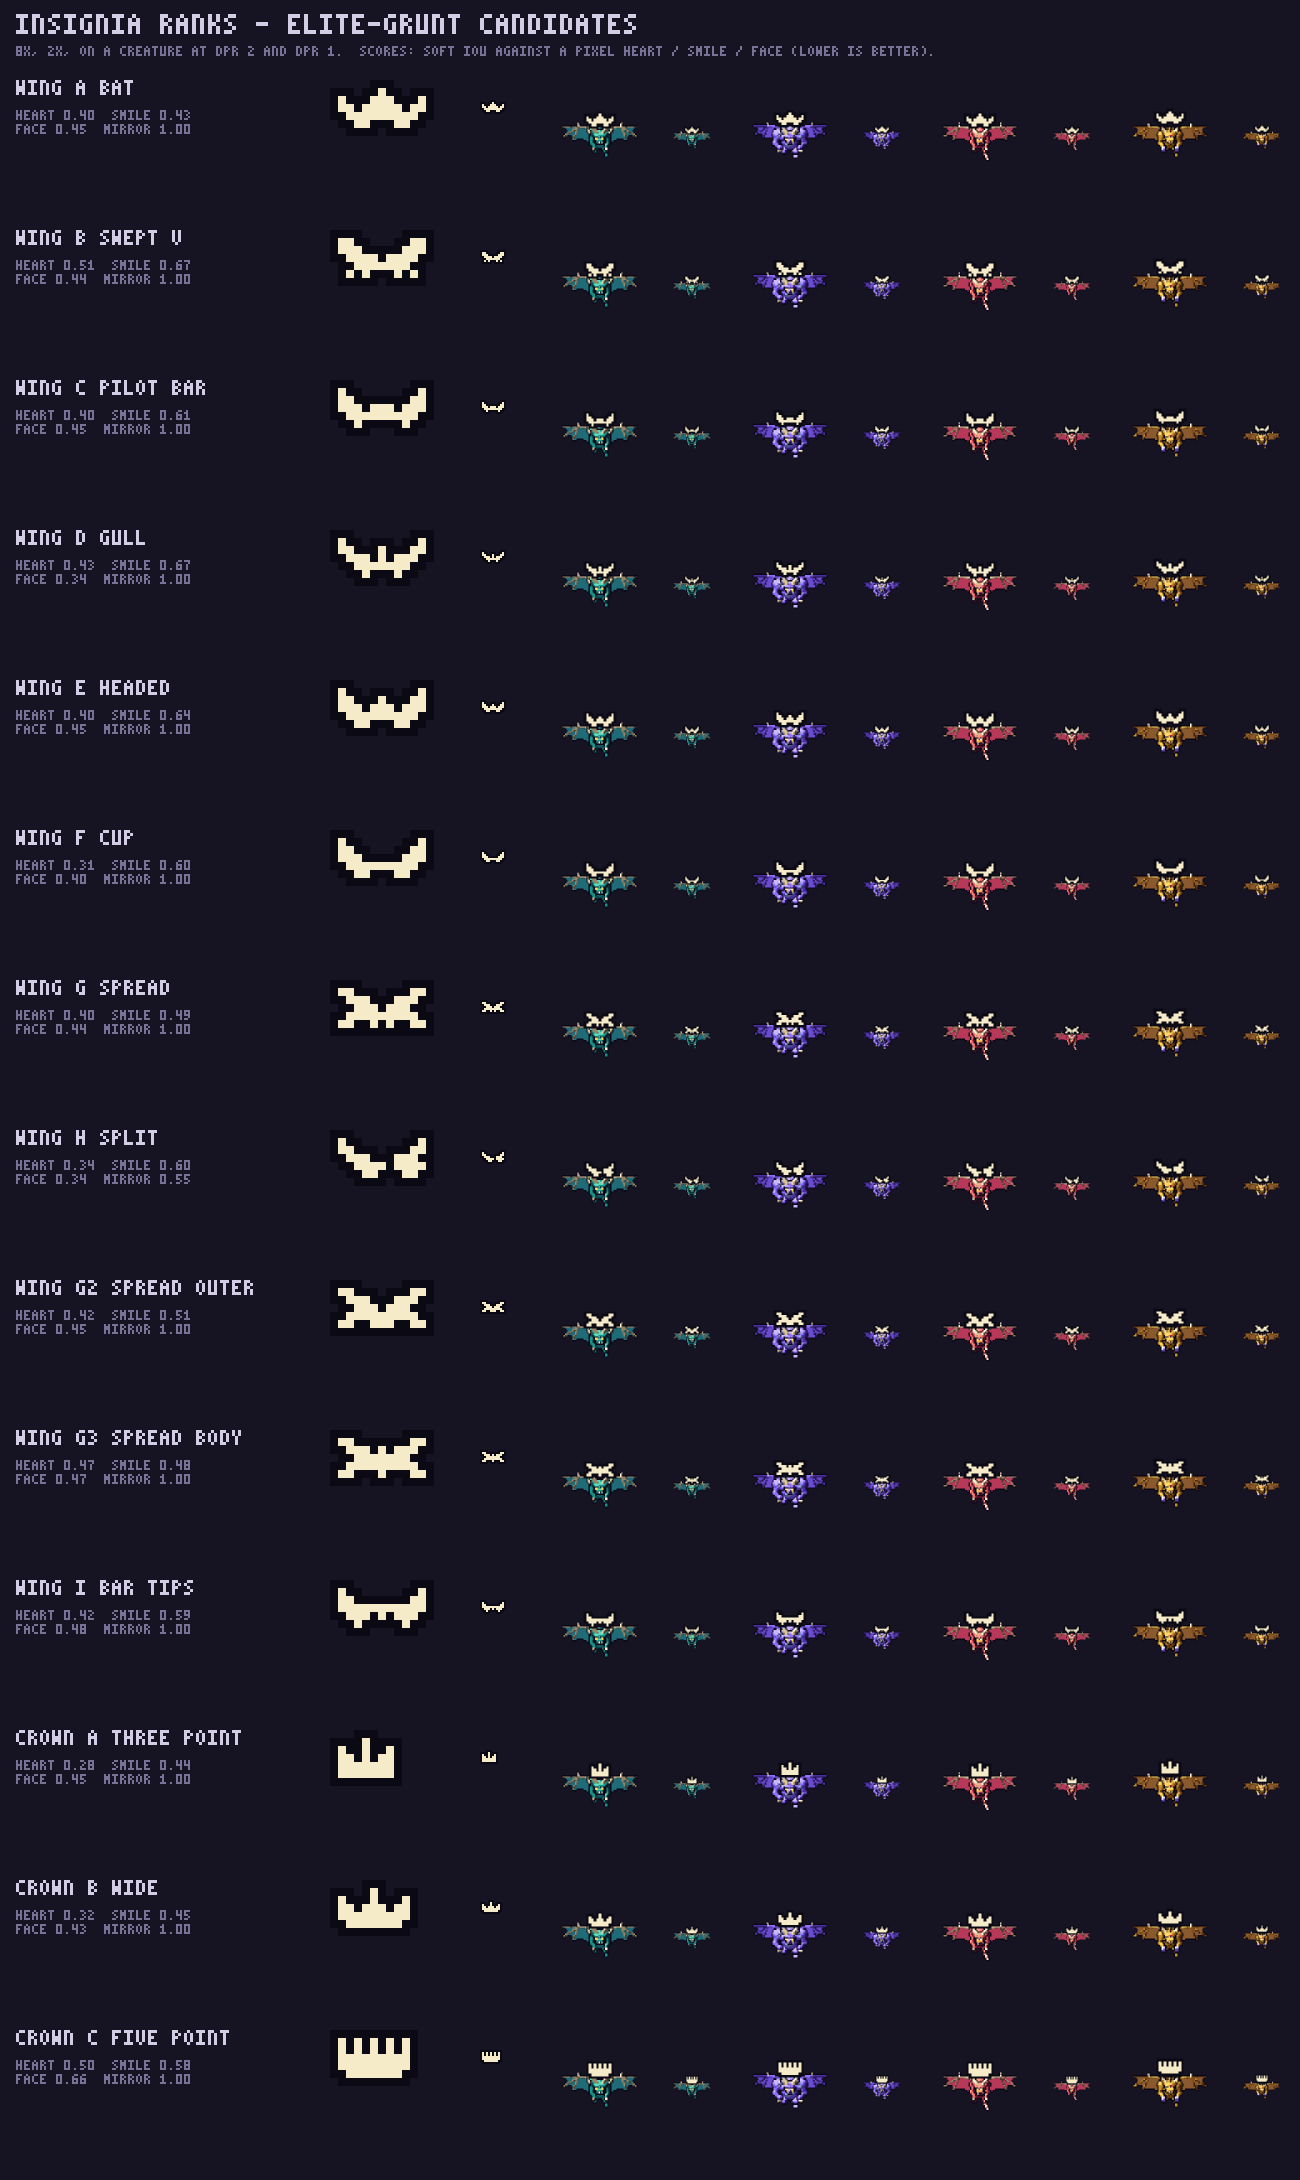 INSIGNIA RANKS - ELITE-GRUNT CANDIDATES
8X, 2X, ON A CREATURE AT DPR 2 AND DPR 1. SCORES: SOFT IOU AGAINST A PIXEL HEART / SMILE / FACE (LOWER IS BETTER).
WING A BAT
HEART 0.40 SMILE 0.43
FACE 0.45 MIRROR 1.00
WING B SWEPT V
HEART 0.51 SMILE 0.67
FACE 0.44 MIRROR 1.00
WING C PILOT BAR
HEART 0.40 SMILE 0.61
FACE 0.45 MIRROR 1.00
WING D GULL
HEART 0.43 SMILE 0.67
FACE 0.34 MIRROR 1.00
WING E HEADED
HEART 0.40 SMILE 0.64
FACE 0.45 MIRROR 1.00
WING F CUP
HEART 0.31 SMILE 0.60
FACE 0.40 MIRROR 1.00
WING G SPREAD
HEART 0.40 SMILE 0.49
FACE 0.44 MIRROR 1.00
WING H SPLIT
HEART 0.34 SMILE 0.60
FACE 0.34 MIRROR 0.55
WING G2 SPREAD OUTER
HEART 0.42 SMILE 0.51
FACE 0.45 MIRROR 1.00
WING G3 SPREAD BODY
HEART 0.47 SMILE 0.48
FACE 0.47 MIRROR 1.00
WING I BAR TIPS
HEART 0.42 SMILE 0.59
FACE 0.48 MIRROR 1.00
CROWN A THREE POINT
HEART 0.28 SMILE 0.44
FACE 0.45 MIRROR 1.00
CROWN B WIDE
HEART 0.32 SMILE 0.45
FACE 0.43 MIRROR 1.00
CROWN C FIVE POINT
HEART 0.50 SMILE 0.58
FACE 0.66 MIRROR 1.00